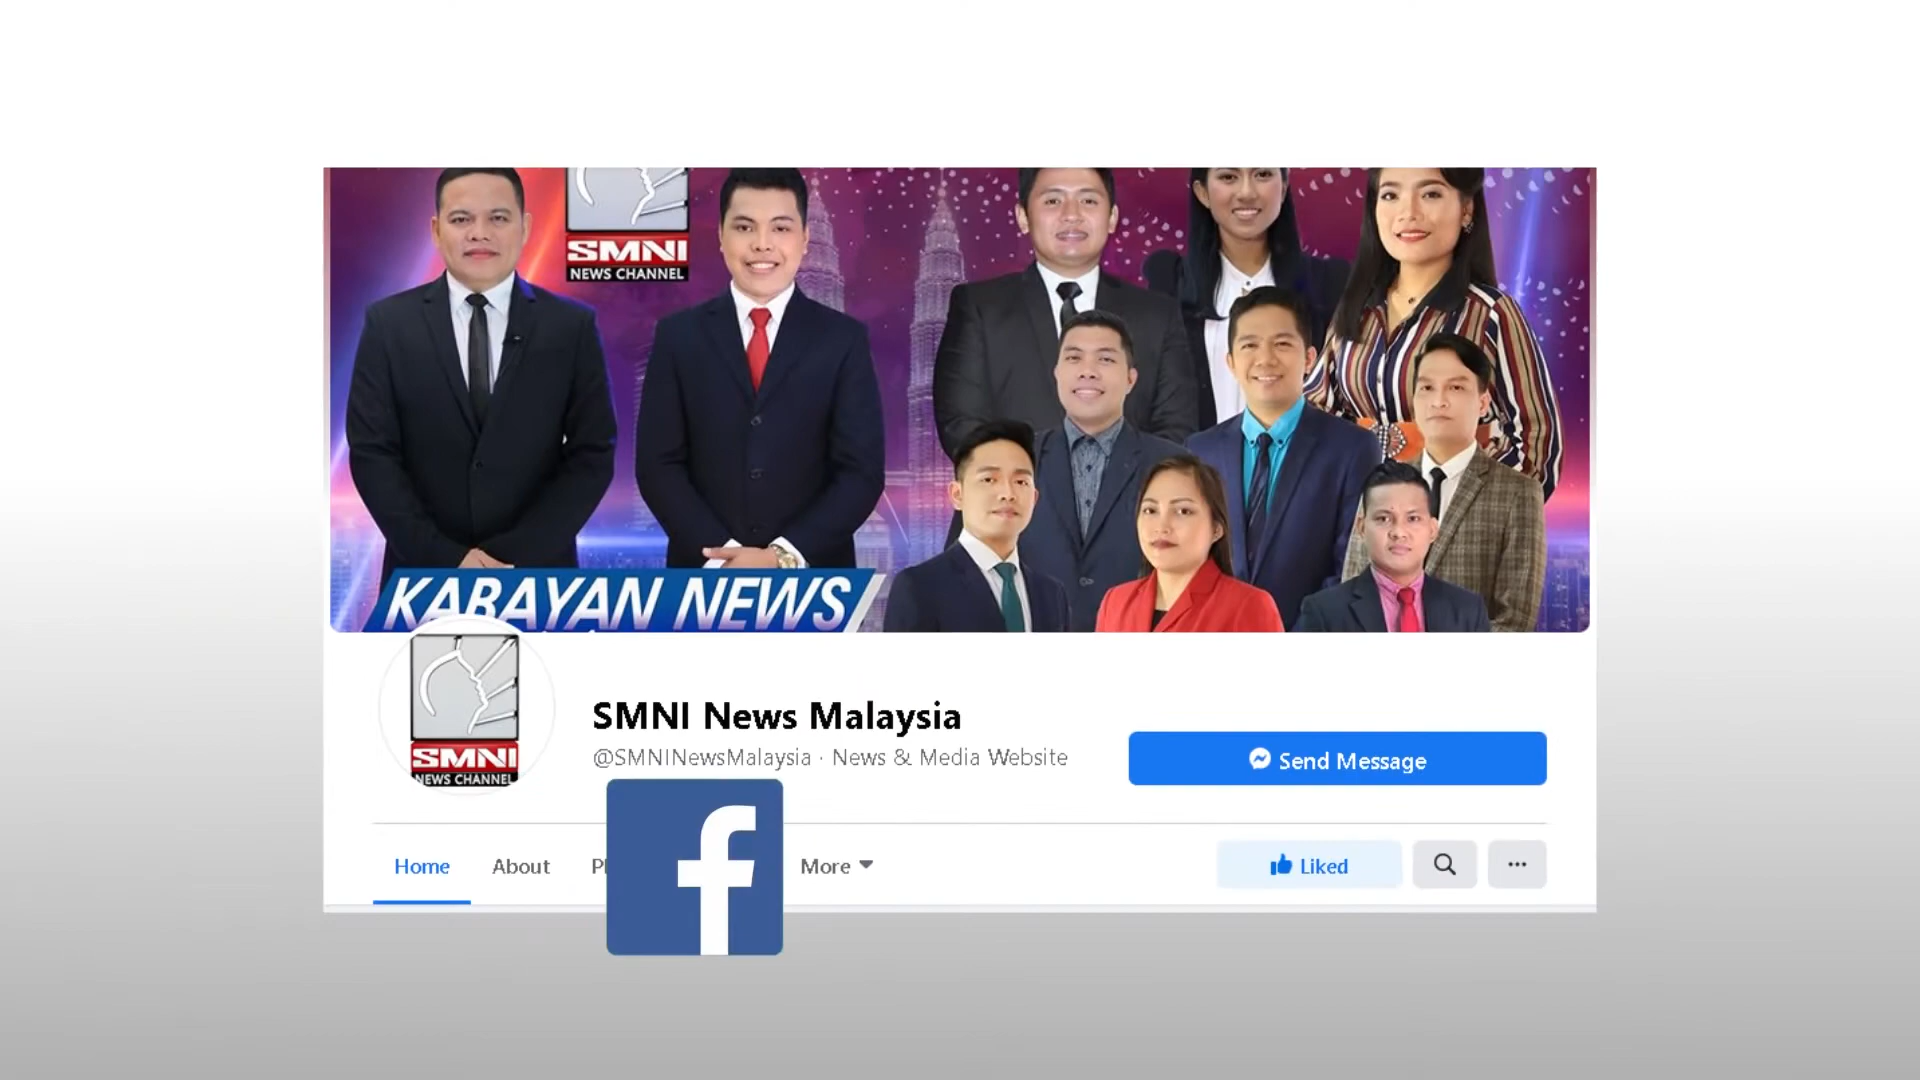 SMNI
NEWS CHANNEL
KABAYAN NEWS
SMNI
NEWS CHANNEL
SMNI News Malaysia
@SMNINewsMalaysia · News & Media Website
Send Message
Home
About
More
Liked